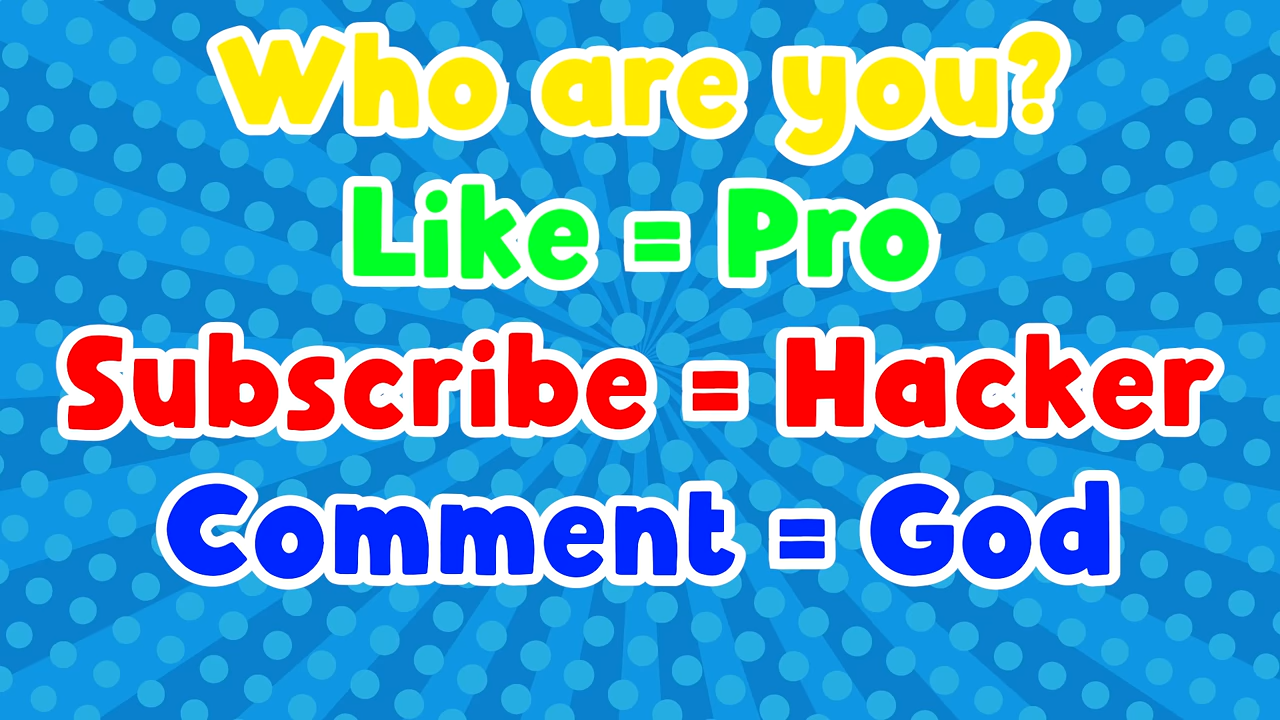 Who are you?
Like = Pro
Subscribe = Hacker
Comment = God